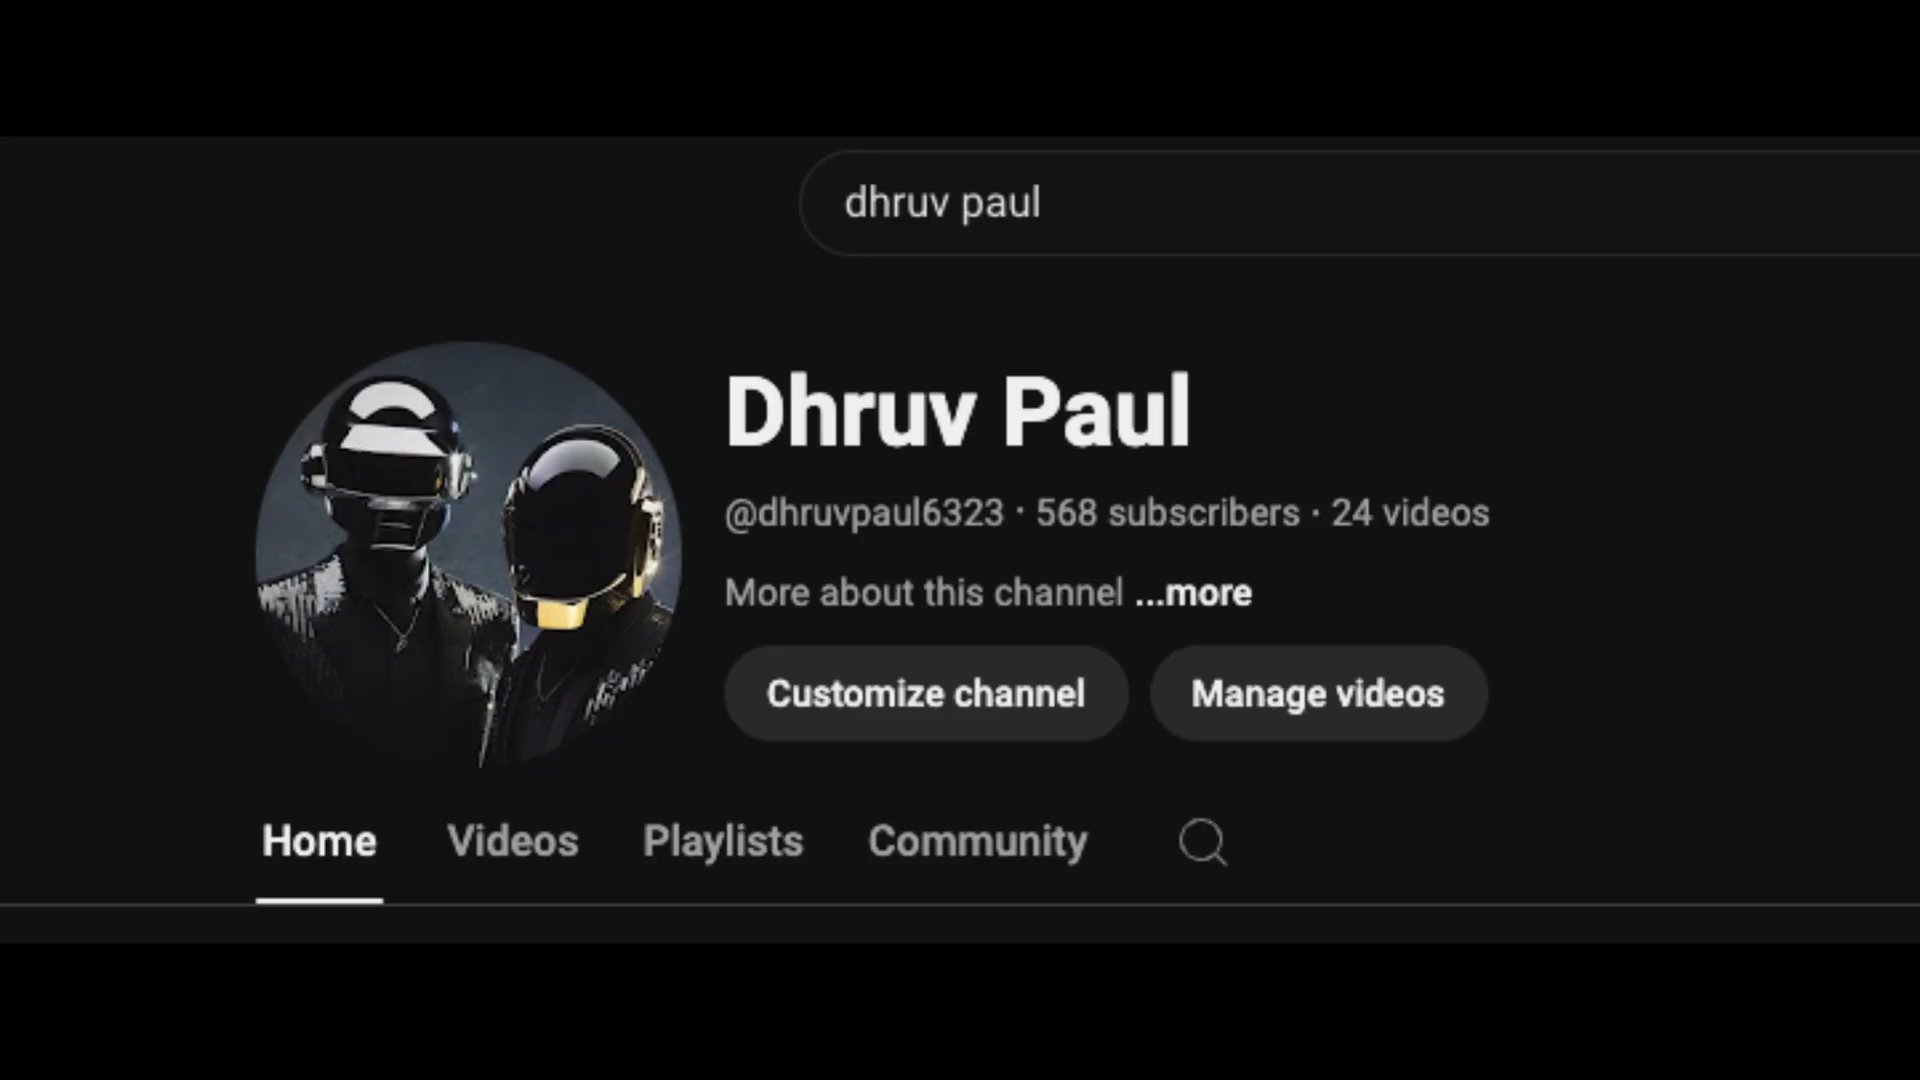 dhruv paul
Dhruv Paul
@dhruvpaul6323 · 568 subscribers · 24 videos
More about this channel ...more
Customize channel Manage videos
Home Videos Playlists Community